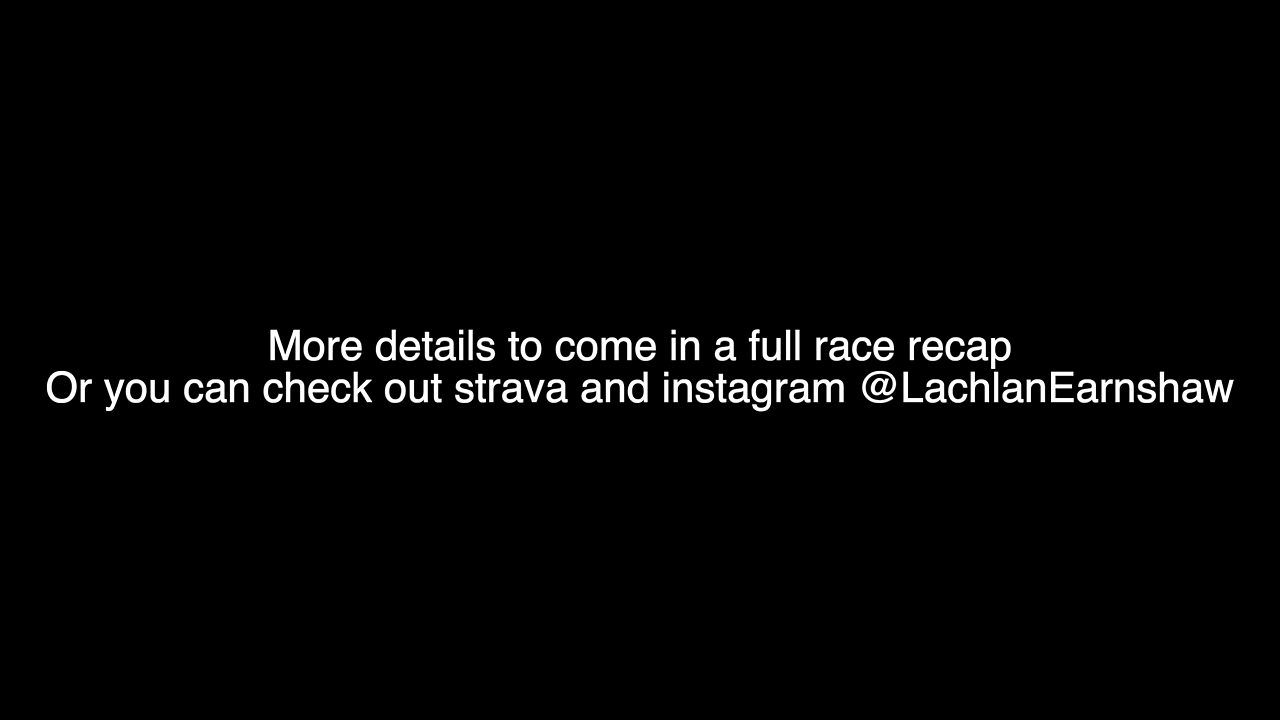 More details to come in a full race recap
Or you can check out strava and instagram @LachlanEarnshaw